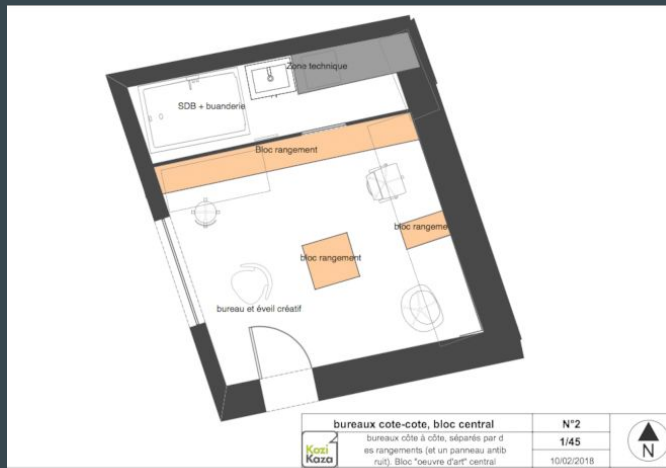 Zone technique
SDB + buanderie
Bloc rangement
bloc rangeme
bloc rangement
bureau et éveil créatif
bureaux cote-cote, bloc central
N°2
Kazi
Kaza
bureaux côte à côte, séparés par d
es rangements (et un panneau antib
ruit). Bloc "oeuvre d'art" central
1/45
10/02/2018
N